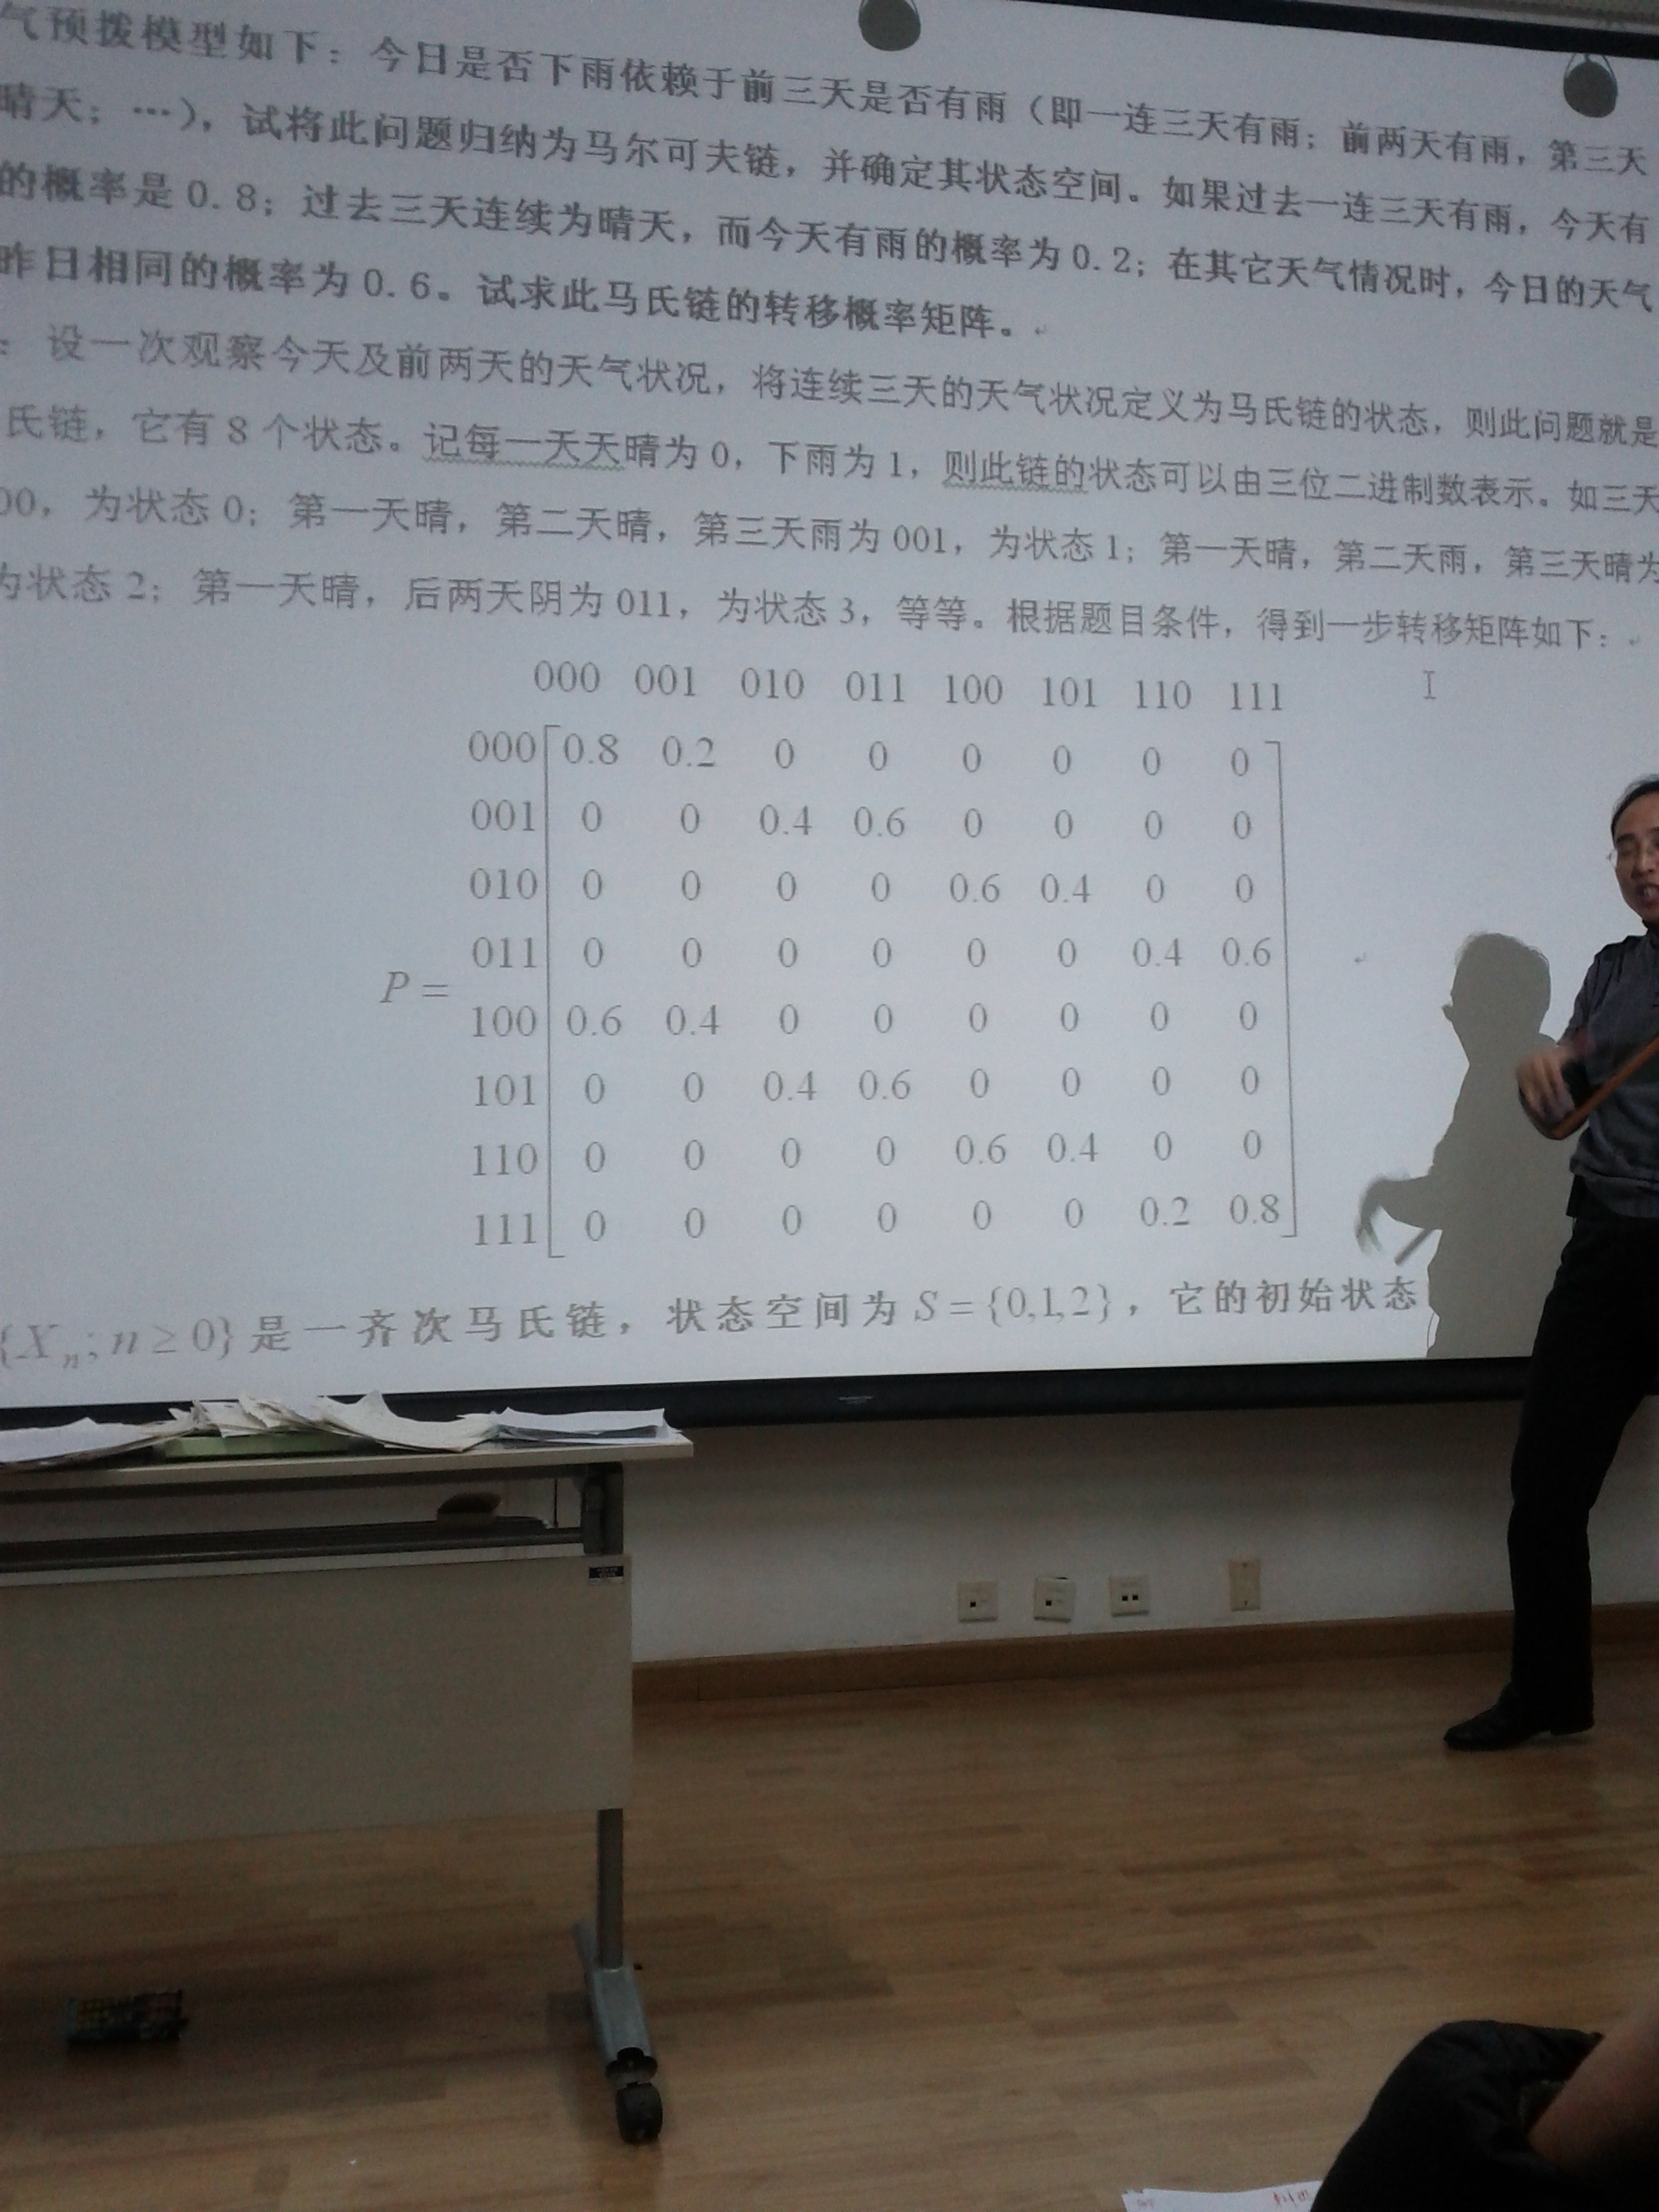 气预拨模型如下：今日是否下雨依赖于前三天是否有雨（即一连三天有雨；前两天有雨，第三天
晴天；…），试将此问题归纳为马尔可夫链，并确定其状态空间。如果过去一连三天有雨，今天有
的概率是0.8；过去三天连续为晴天，而今天有雨的概率为0.2；在其它天气情况时，今日的天气
昨日相同的概率为0.6。试求此马氏链的转移概率矩阵。
：设一次观察今天及前两天的天气状况，将连续三天的天气状况定义为马氏链的状态，则此问题就是
氏链，它有8个状态。记每一天天晴为0，下雨为1，则此链的状态可以由三位二进制数表示。如三天
00，为状态0；第一天晴，第二天晴，第三天雨为001，为状态1；第一天晴，第二天雨，第三天晴为
为状态2；第一天晴，后两天阴为011，为状态3，等等。根据题目条件，得到一步转移矩阵如下：
000 001 010 011 100 101 110 111
000 0.8 0.2 0 0 0 0 0 0
001 0 0 0.4 0.6 0 0 0 0
010 0 0 0 0 0.6 0.4 0 0
011 0 0 0 0 0 0 0.4 0.6
P =
100 0.6 0.4 0 0 0 0 0 0
101 0 0 0.4 0.6 0 0 0 0
110 0 0 0 0 0.6 0.4 0 0
111 0 0 0 0 0 0 0.2 0.8
{Xn; n ≥ 0} 是一齐次马氏链，状态空间为 S = {0,1,2}，它的初始状态